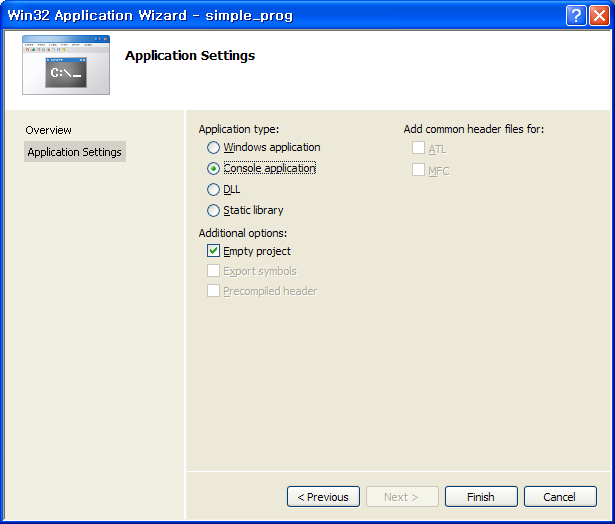 Win32 Application Wizard - simple_prog
C:\_
Application Settings
Overview
Application Settings
Application type:
Windows application
Console application
DLL
Static library
Additional options:
Empty project
Export symbols
Precompiled header
Add common header files for:
ATL
MFC
< Previous
Next >
Finish
Cancel